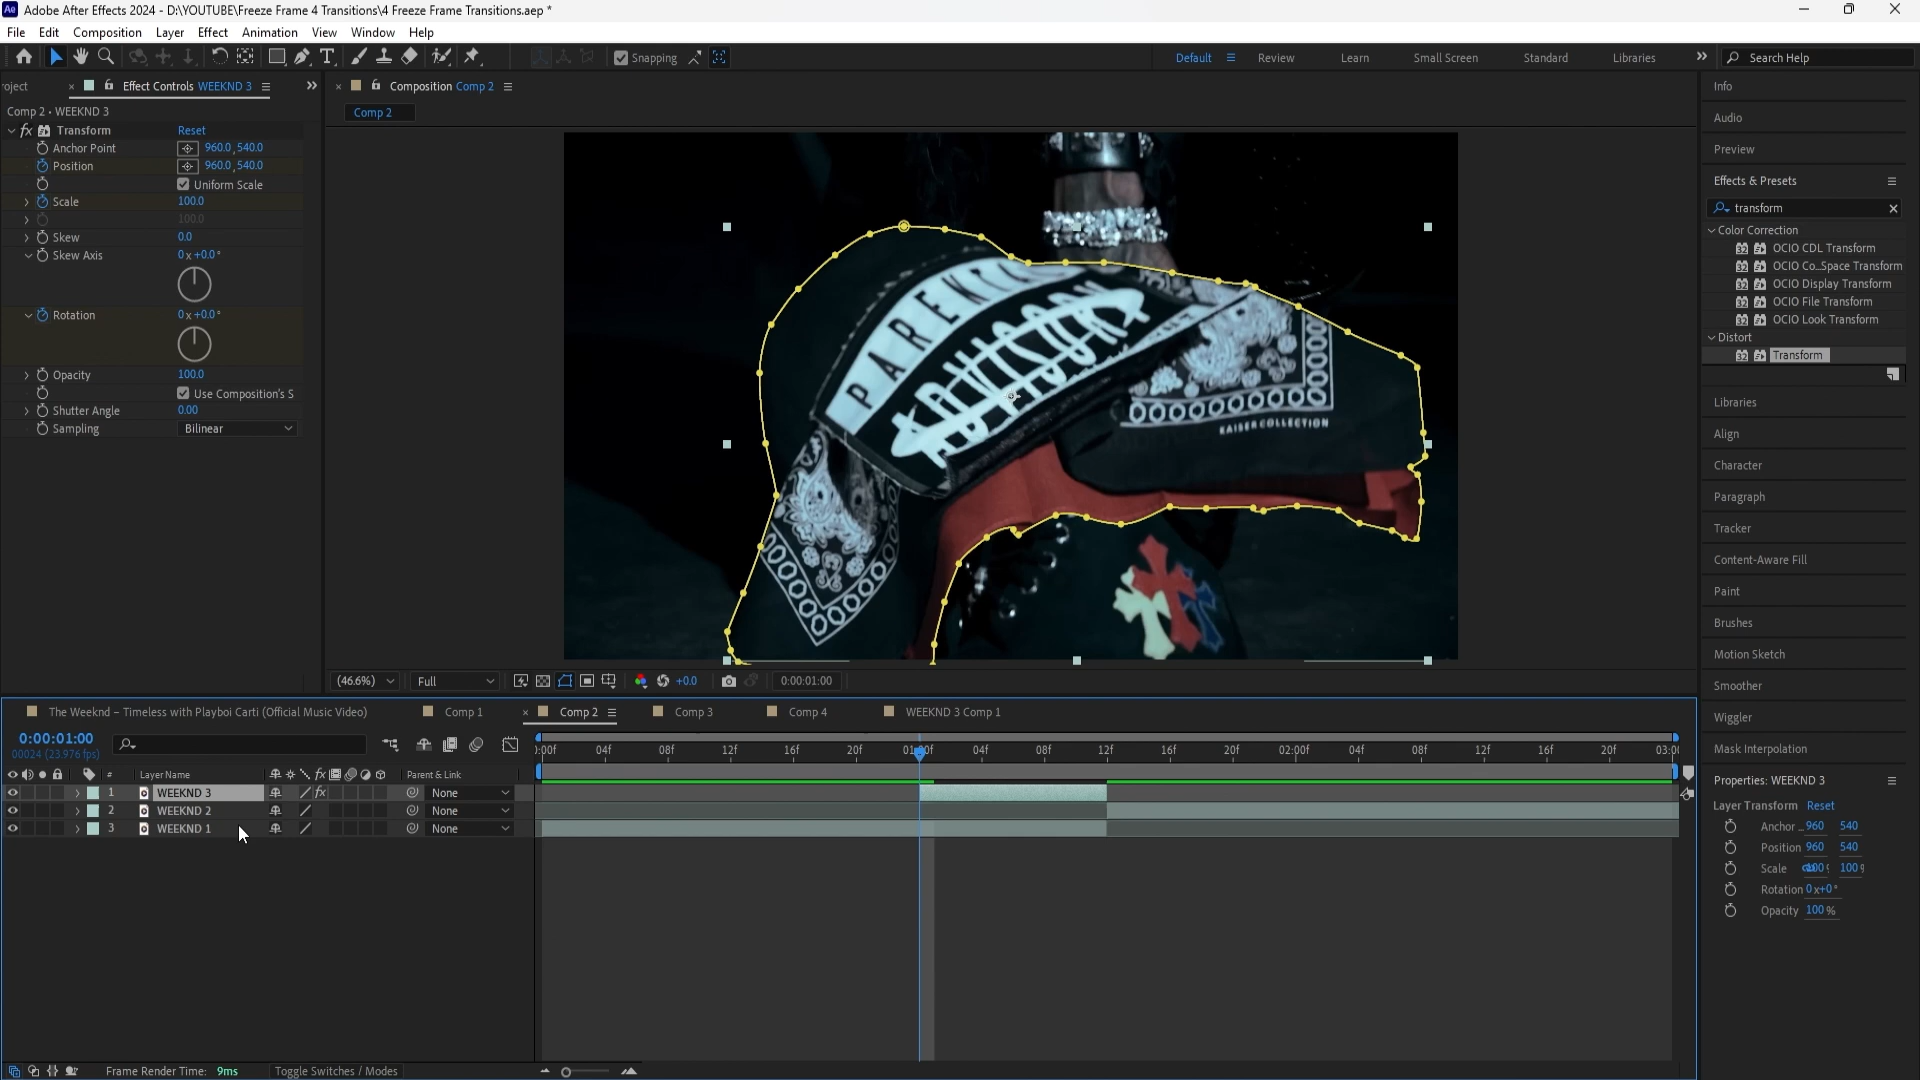 Adobe After Effects 2024 - D:\YOUTUBE\Freeze Frame 4 Transitions\4 Freeze Frame Transitions.aep *
File Edit Composition Layer Effect Animation View Window Help
Snapping
Default Review Learn Small Screen Standard Libraries Search Help
roject Effect Controls WEEKND 3
Composition Comp 2
Comp 2 • WEEKND 3
Comp 2
fx Transform Reset
Anchor Point 960.0, 540.0
Position 960.0, 540.0
Uniform Scale
Scale 100.0
100.0
Skew 0.0
Skew Axis 0 x +0.0 °
Rotation 0 x +0.0 °
Opacity 100.0
Use Composition's S
Shutter Angle 0.00
Sampling Bilinear
KAISER COLLECTION
(46.6%) Full +0.0 0:00:01:00
Info
Audio
Preview
Effects & Presets
transform
Color Correction
OCIO CDL Transform
OCIO Co...Space Transform
OCIO Display Transform
OCIO File Transform
OCIO Look Transform
Distort
Transform
Libraries
Align
Character
Paragraph
Tracker
Content-Aware Fill
Paint
Brushes
Motion Sketch
Smoother
Wiggler
Mask Interpolation
Properties: WEEKND 3
Layer Transform Reset
Anchor ... 960 540
Position 960 540
Scale 100 100
Rotation 0 x+0 °
Opacity 100 %
The Weeknd – Timeless with Playboi Carti (Official Music Video) Comp 1 Comp 2 Comp 3 Comp 4 WEEKND 3 Comp 1
0:00:01:00
00024 (23.976 fps)
:00f 04f 08f 12f 16f 20f 01:00f 04f 08f 12f 16f 20f 02:00f 04f 08f 12f 16f 20f 03:0
# Layer Name fx Parent & Link
1 WEEKND 3 fx None
2 WEEKND 2 None
3 WEEKND 1 None
Frame Render Time: 9ms Toggle Switches / Modes